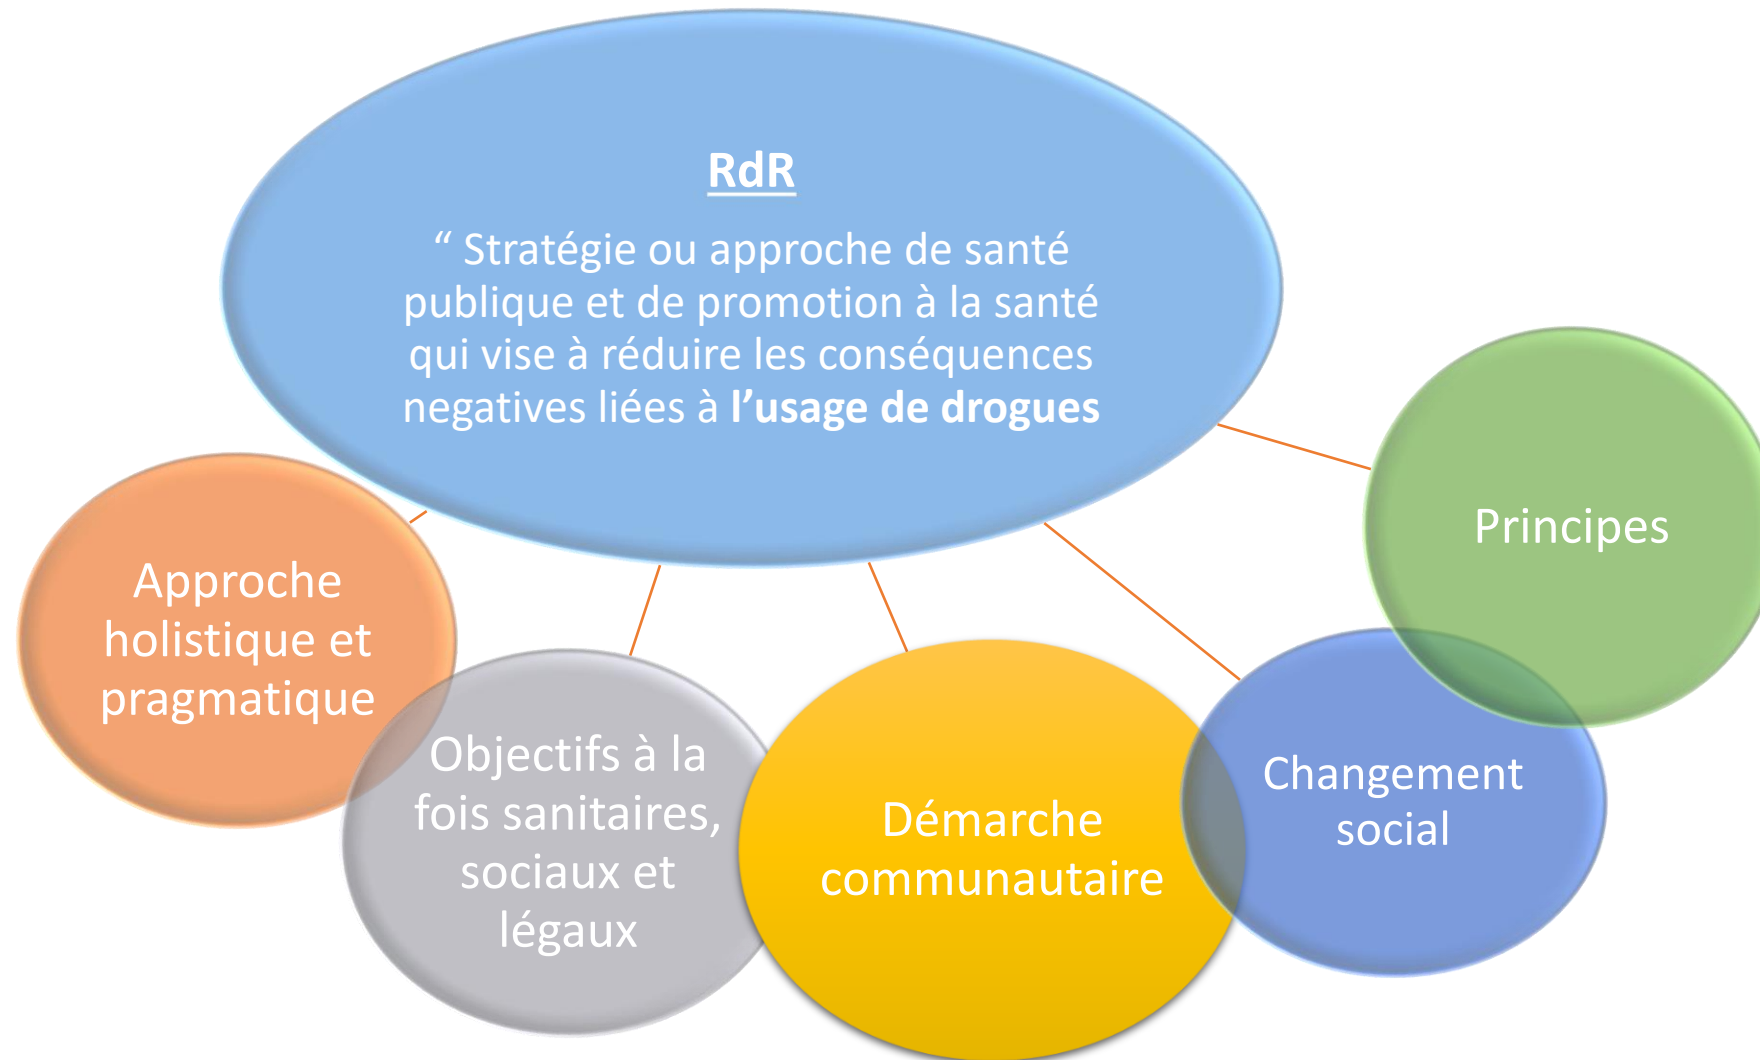 RdR
“ Stratégie ou approche de santé
publique et de promotion à la santé
qui vise à réduire les conséquences
negatives liées à l’usage de drogues
Approche
holistique et
pragmatique
Objectifs à la
fois sanitaires,
sociaux et
légaux
Démarche
communautaire
Changement
social
Principes